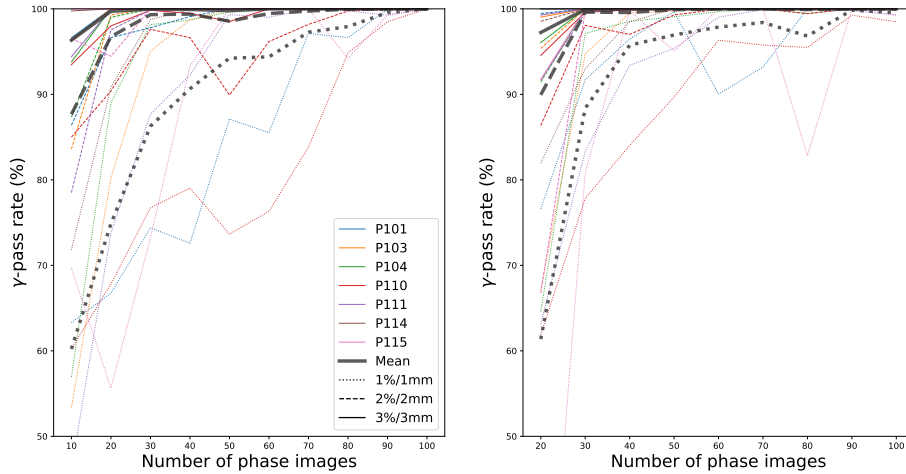 100
90
80
70
60
50
γ-pass rate (%)
10 20 30 40 50 60 70 80 90 100
Number of phase images
P101
P103
P104
P110
P111
P114
P115
Mean
1%/1mm
2%/2mm
3%/3mm
100
90
80
70
60
50
γ-pass rate (%)
20 30 40 50 60 70 80 90 100
Number of phase images